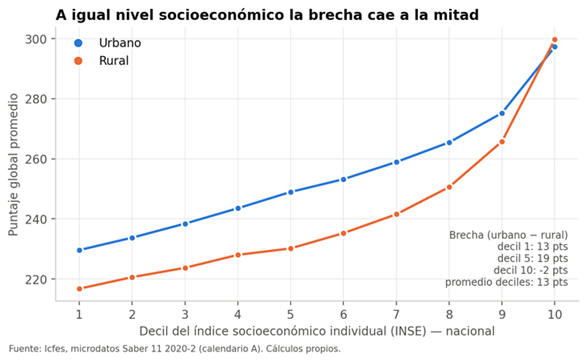 A igual nivel socioeconómico la brecha cae a la mitad
Urbano
Rural
Puntaje global promedio
300
280
260
240
220
Brecha (urbano − rural)
decil 1: 13 pts
decil 5: 19 pts
decil 10: -2 pts
promedio deciles: 13 pts
1 2 3 4 5 6 7 8 9 10
Decil del índice socioeconómico individual (INSE) — nacional
Fuente: Icfes, microdatos Saber 11 2020-2 (calendario A). Cálculos propios.